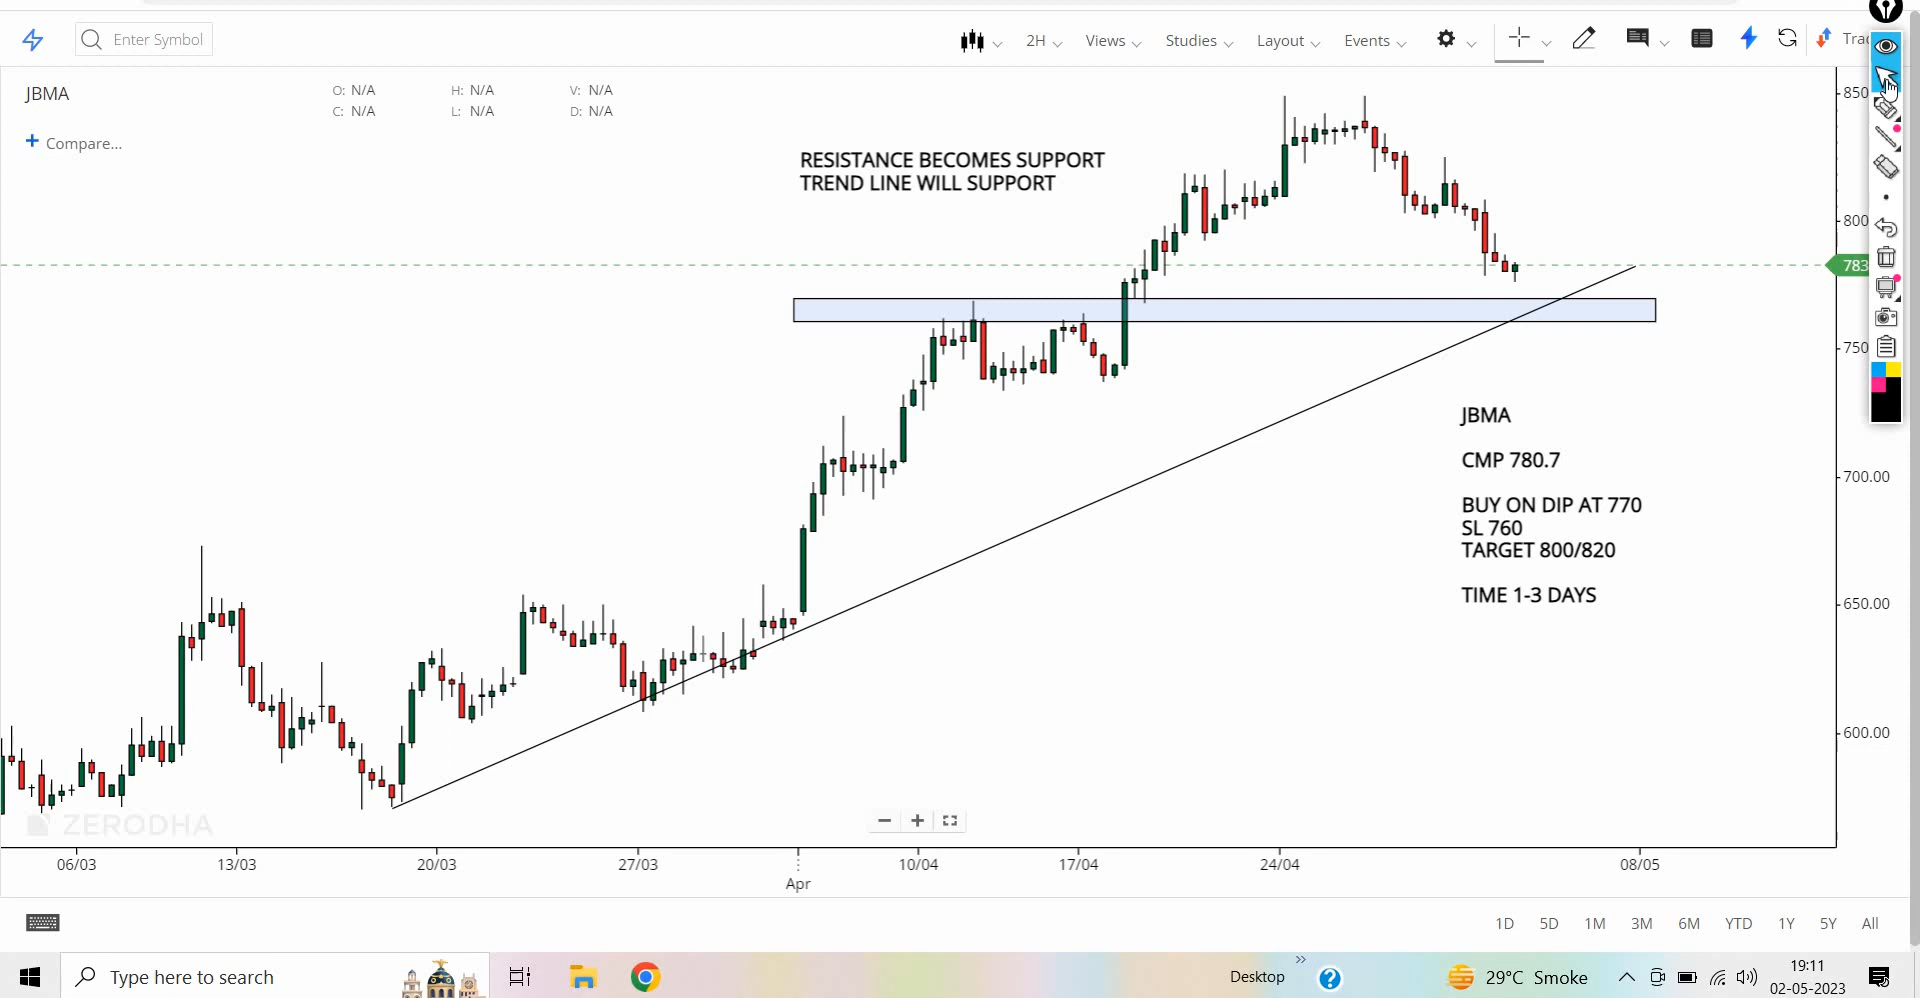 Enter Symbol
2H
Views
Studies
Layout
Events
JBMA
O: N/A
H: N/A
V: N/A
C: N/A
L: N/A
D: N/A
+ Compare...
RESISTANCE BECOMES SUPPORT
TREND LINE WILL SUPPORT
850
800
783
750
700.00
650.00
600.00
JBMA
CMP 780.7
BUY ON DIP AT 770
SL 760
TARGET 800/820
TIME 1-3 DAYS
ZERODHA
06/03
13/03
20/03
27/03
Apr
10/04
17/04
24/04
08/05
1D 5D 1M 3M 6M YTD 1Y 5Y All
Type here to search
Desktop
29°C Smoke
19:11
02-05-2023